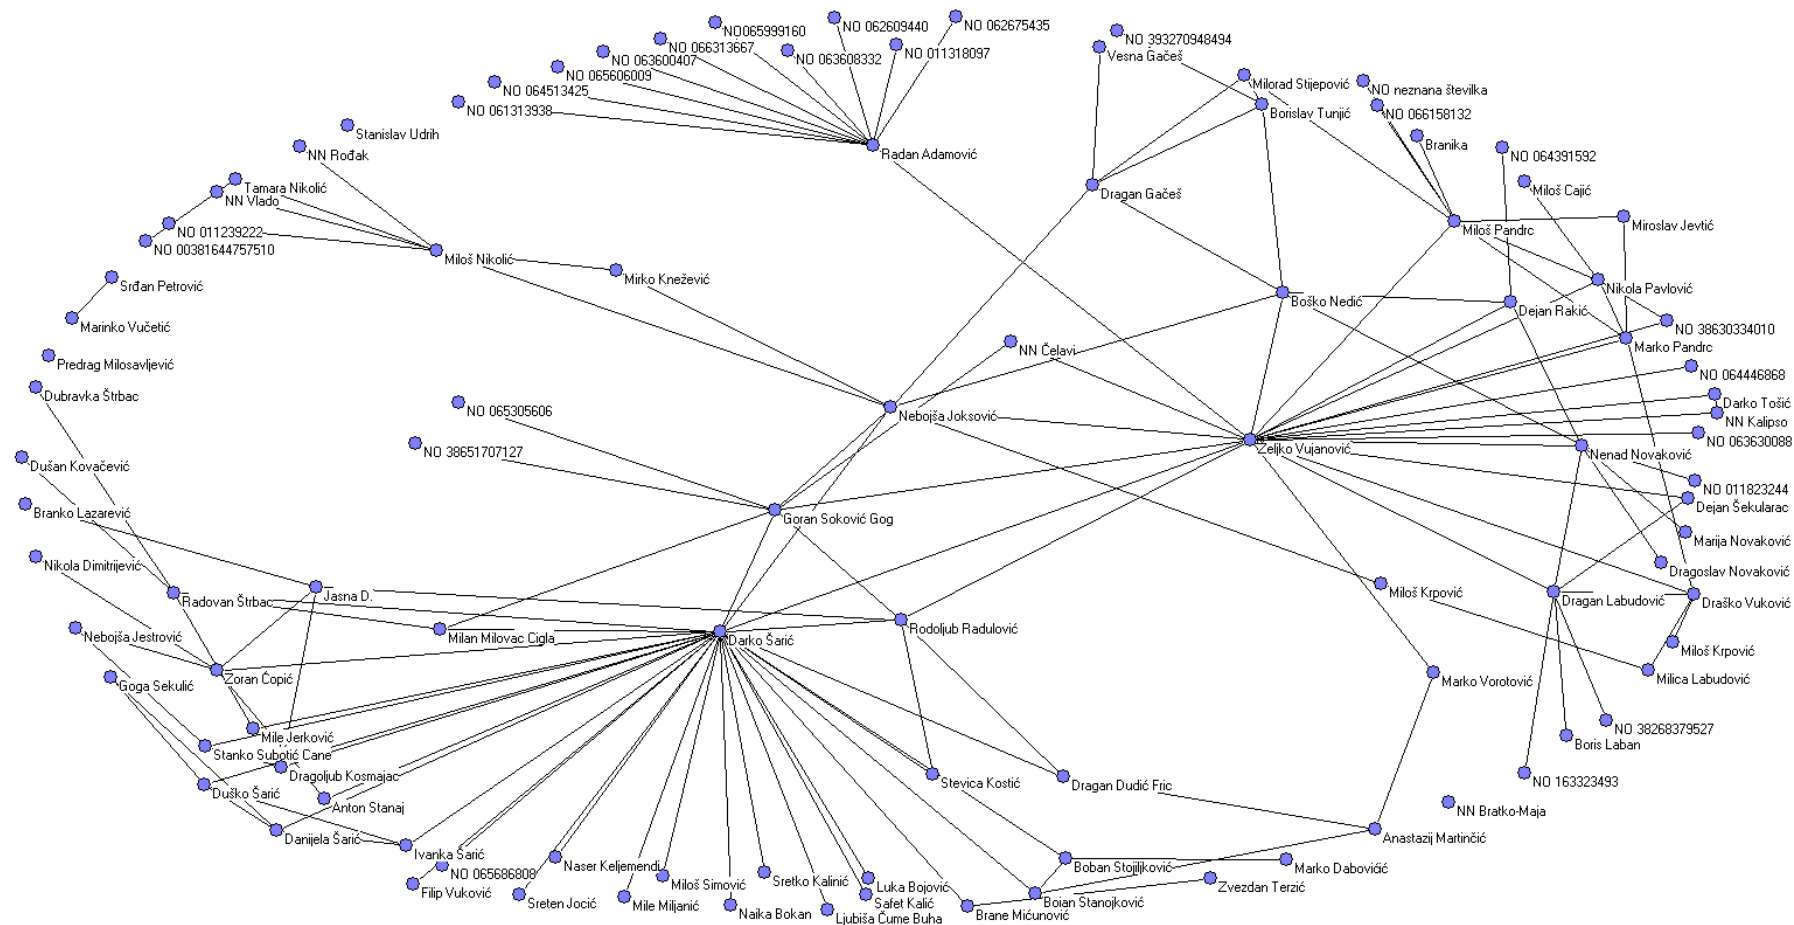 NO 062609440
NO 062675435
NO065999160
NO 393270948494
NO 066313667
NO 011318097
Vesna Gačeš
NO 063600407
NO 063608332
NO 065606009
Milorad Stijepović
NO neznana številka
NO 064513425
NO 061313938
Borislav Tunjić
NO 066158132
Stanislav Udrih
Branika
NN Rođak
Radan Adamović
NO 064391592
Tamara Nikolić
Miloš Cajić
NN Vlado
Dragan Gačeš
NO 011239222
Miloš Pandrc
Miroslav Jevtić
NO 00381644757510
Miloš Nikolić
Mirko Knežević
Srđan Petrović
Nikola Pavlović
Boško Nedić
Dejan Rakić
Marinko Vučetić
NO 38630334010
Marko Pandrc
NN Čelavi
Predrag Milosavljević
NO 064446868
Dubravka Štrbac
Darko Tošić
NO 065305606
Nebojša Joksović
NN Kalipso
NO 38651707127
Željko Vujanović
NO 063630088
Nenad Novaković
Dušan Kovačević
NO 011823244
Dejan Šekularac
Branko Lazarević
Goran Soković Gog
Marija Novaković
Nikola Dimitrijević
Dragoslav Novaković
Jasna D.
Radovan Štrbac
Miloš Krpović
Dragan Labudović
Draško Vuković
Nebojša Jestrović
Milan Milovac Cigla
Darko Šarić
Rodoljub Radulović
Miloš Krpović
Zoran Ćopić
Goga Sekulić
Marko Vorotović
Milica Labudović
Mile Jerković
NO 38268379527
Stanko Subotić Cane
Boris Laban
Dragoljub Kosmajac
Stevica Kostić
Dragan Dudić Fric
NO 163323493
Duško Šarić
Anton Stanaj
NN Bratko-Maja
Danijela Šarić
Anastazij Martinčić
Ivanka Šarić
NO 065686808
Naser Keljemendi
Boban Stojiljković
Marko Dabovićić
Filip Vuković
Miloš Simović
Sretko Kalinić
Luka Bojović
Zvezdan Terzić
Sreten Jocić
Mile Miljanić
Safet Kalić
Bojan Stanojković
Naika Bokan
Ljubiša Čume Buha
Brane Mićunović